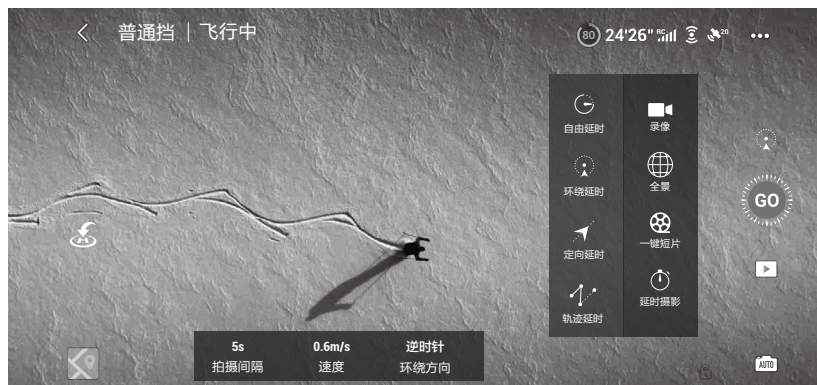 普通挡 | 飞行中
80 24'26" RC 20
自由延时
录像
环绕延时
全景
GO
定向延时
一键短片
轨迹延时
延时摄影
5s 0.6m/s 逆时针
拍摄间隔 速度 环绕方向
AUTO